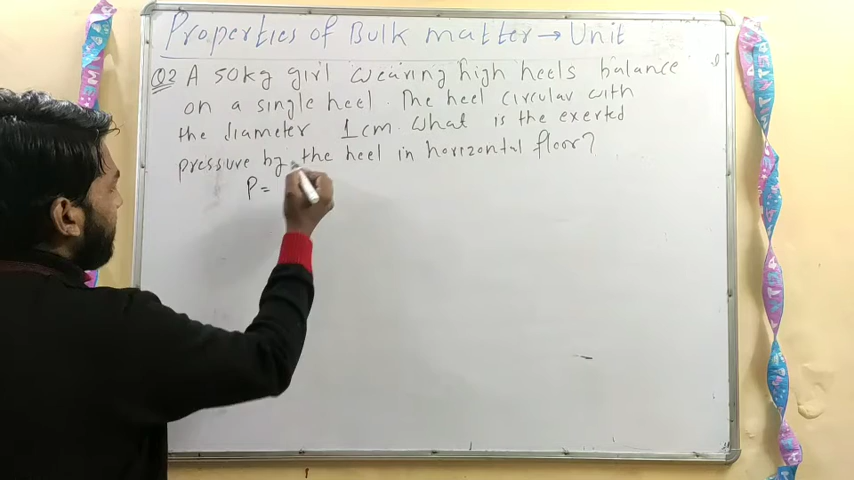 Properties of Bulk matter → Unit
Q2 A 50kg girl wearing high heels balance
on a single heel. The heel circular with
the diameter 1cm. What is the exerted
pressure by the heel in horizontal floor?
P=